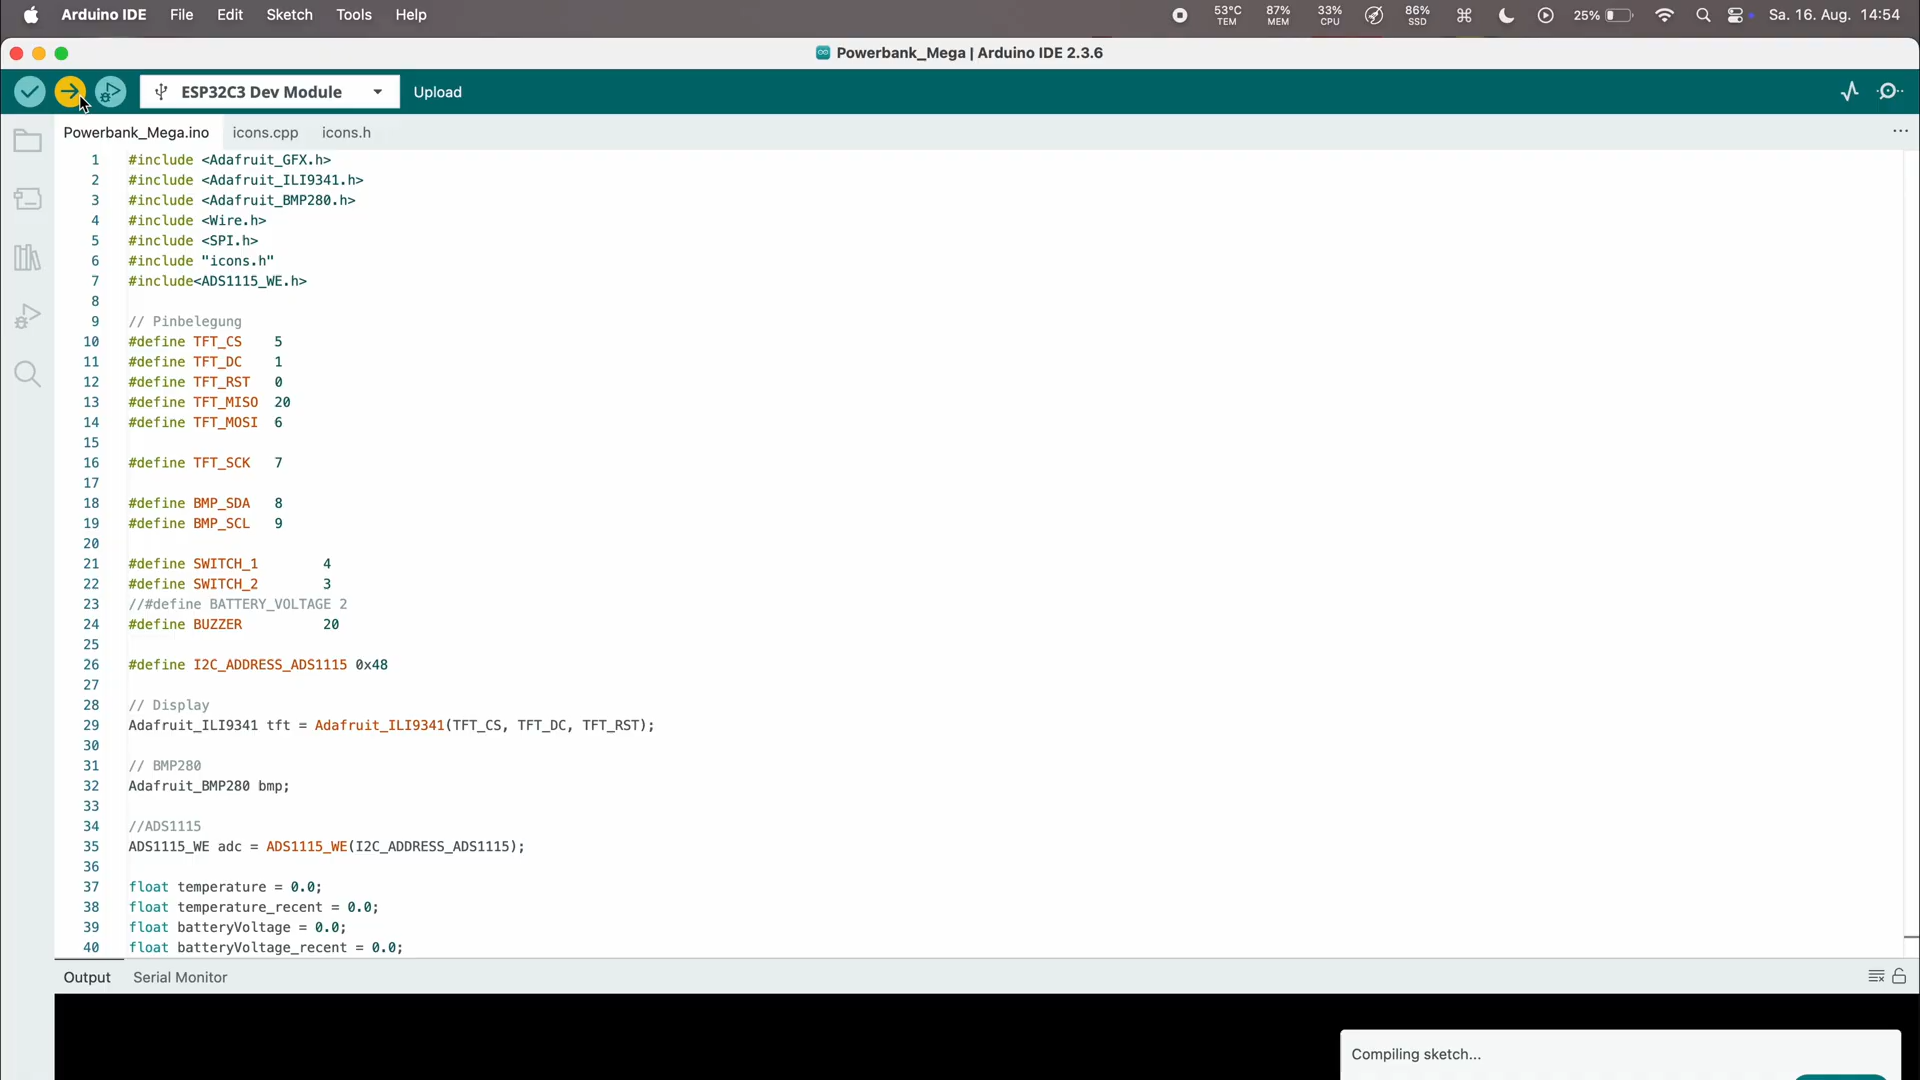 Arduino IDE File Edit Sketch Tools Help 53°C TEM 87% MEM 33% CPU 86% SSD 25% Sa. 16. Aug. 14:54
Powerbank_Mega | Arduino IDE 2.3.6
ESP32C3 Dev Module Upload
Powerbank_Mega.ino icons.cpp icons.h ...
1 #include <Adafruit_GFX.h>
2 #include <Adafruit_ILI9341.h>
3 #include <Adafruit_BMP280.h>
4 #include <Wire.h>
5 #include <SPI.h>
6 #include "icons.h"
7 #include<ADS1115_WE.h>
8
9 // Pinbelegung
10 #define TFT_CS 5
11 #define TFT_DC 1
12 #define TFT_RST 0
13 #define TFT_MISO 20
14 #define TFT_MOSI 6
15
16 #define TFT_SCK 7
17
18 #define BMP_SDA 8
19 #define BMP_SCL 9
20
21 #define SWITCH_1 4
22 #define SWITCH_2 3
23 //#define BATTERY_VOLTAGE 2
24 #define BUZZER 20
25
26 #define I2C_ADDRESS_ADS1115 0x48
27
28 // Display
29 Adafruit_ILI9341 tft = Adafruit_ILI9341(TFT_CS, TFT_DC, TFT_RST);
30
31 // BMP280
32 Adafruit_BMP280 bmp;
33
34 //ADS1115
35 ADS1115_WE adc = ADS1115_WE(I2C_ADDRESS_ADS1115);
36
37 float temperature = 0.0;
38 float temperature_recent = 0.0;
39 float batteryVoltage = 0.0;
40 float batteryVoltage_recent = 0.0;
Output Serial Monitor
Compiling sketch...